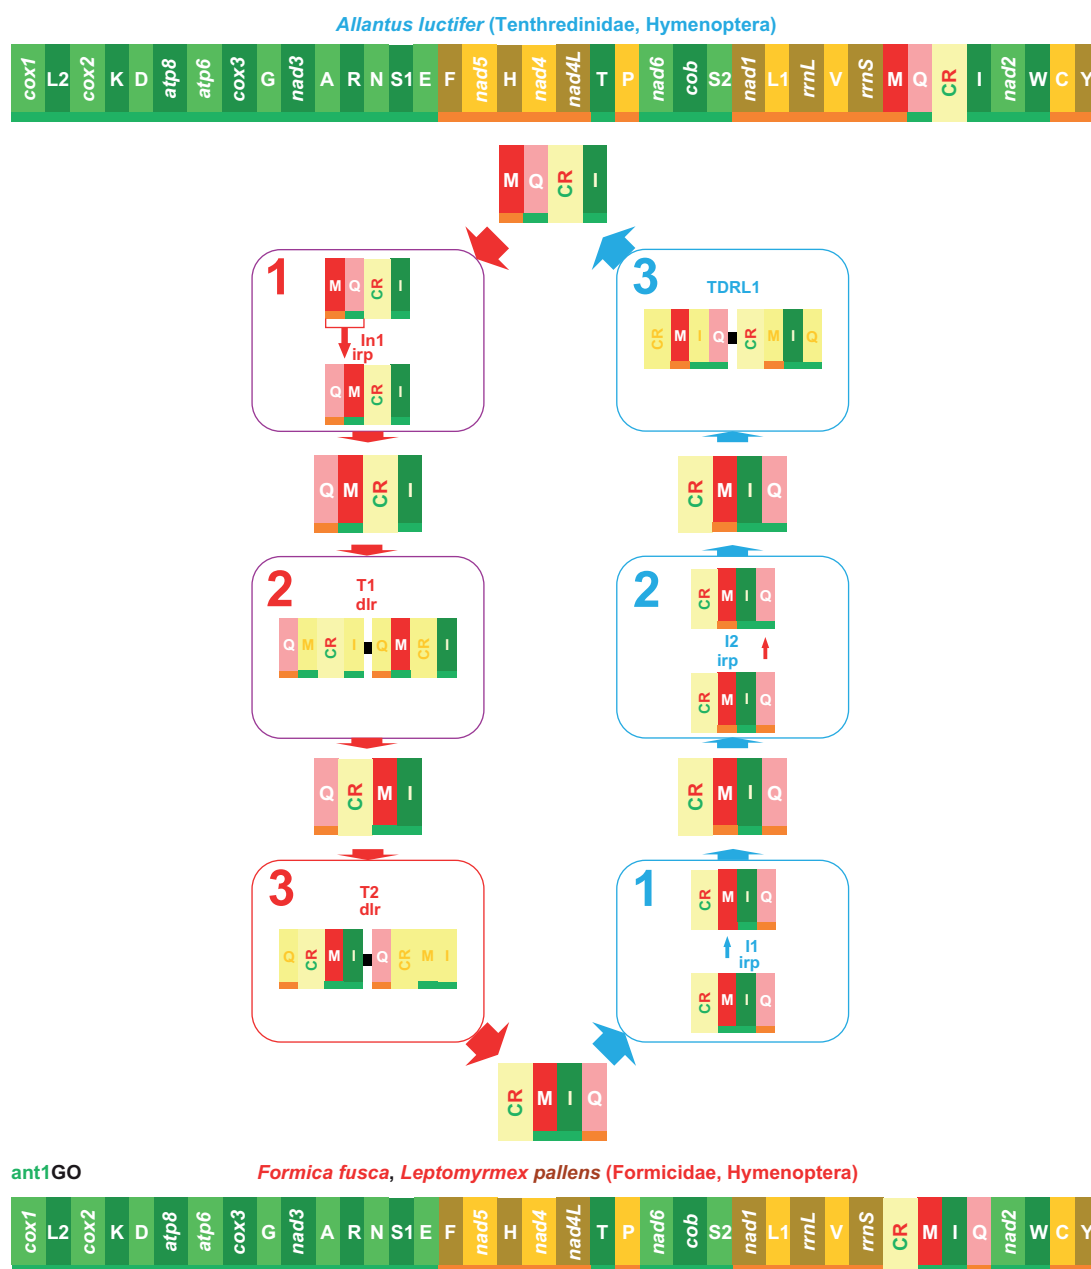 Allantus luctifer (Tenthredinidae, Hymenoptera)
cox1 L2 cox2 K D atp8 atp6 cox3 G nad3 A R N S1 E F nad5 H nad4 nad4L T P nad6 cob S2 nad1 L1 rrnL V rrnS M Q CR I nad2 W C Y
M Q CR I
1
M Q CR I
In1
irp
Q M CR I
Q M CR I
2
T1
dlr
Q M CR I Q M CR I
Q CR M I
3
T2
dlr
Q CR M I Q CR M I
CR M I Q
1
CR M I Q
I1
irp
CR M I Q
CR M I Q
2
CR M I Q
I2
irp
CR M I Q
CR M I Q
3
TDRL1
CR M I Q CR M I Q
ant1GO
Formica fusca, Leptomyrmex pallens (Formicidae, Hymenoptera)
cox1 L2 cox2 K D atp8 atp6 cox3 G nad3 A R N S1 E F nad5 H nad4 nad4L T P nad6 cob S2 nad1 L1 rrnL V rrnS CR M I Q nad2 W C Y